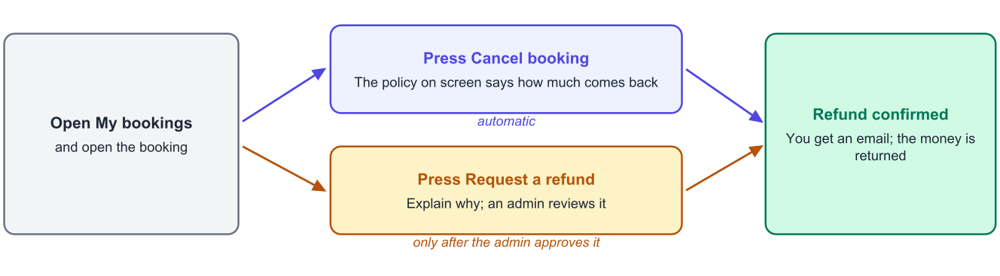 Open My bookings
and open the booking
Press Cancel booking
The policy on screen says how much comes back
automatic
Press Request a refund
Explain why; an admin reviews it
only after the admin approves it
Refund confirmed
You get an email; the money is
returned